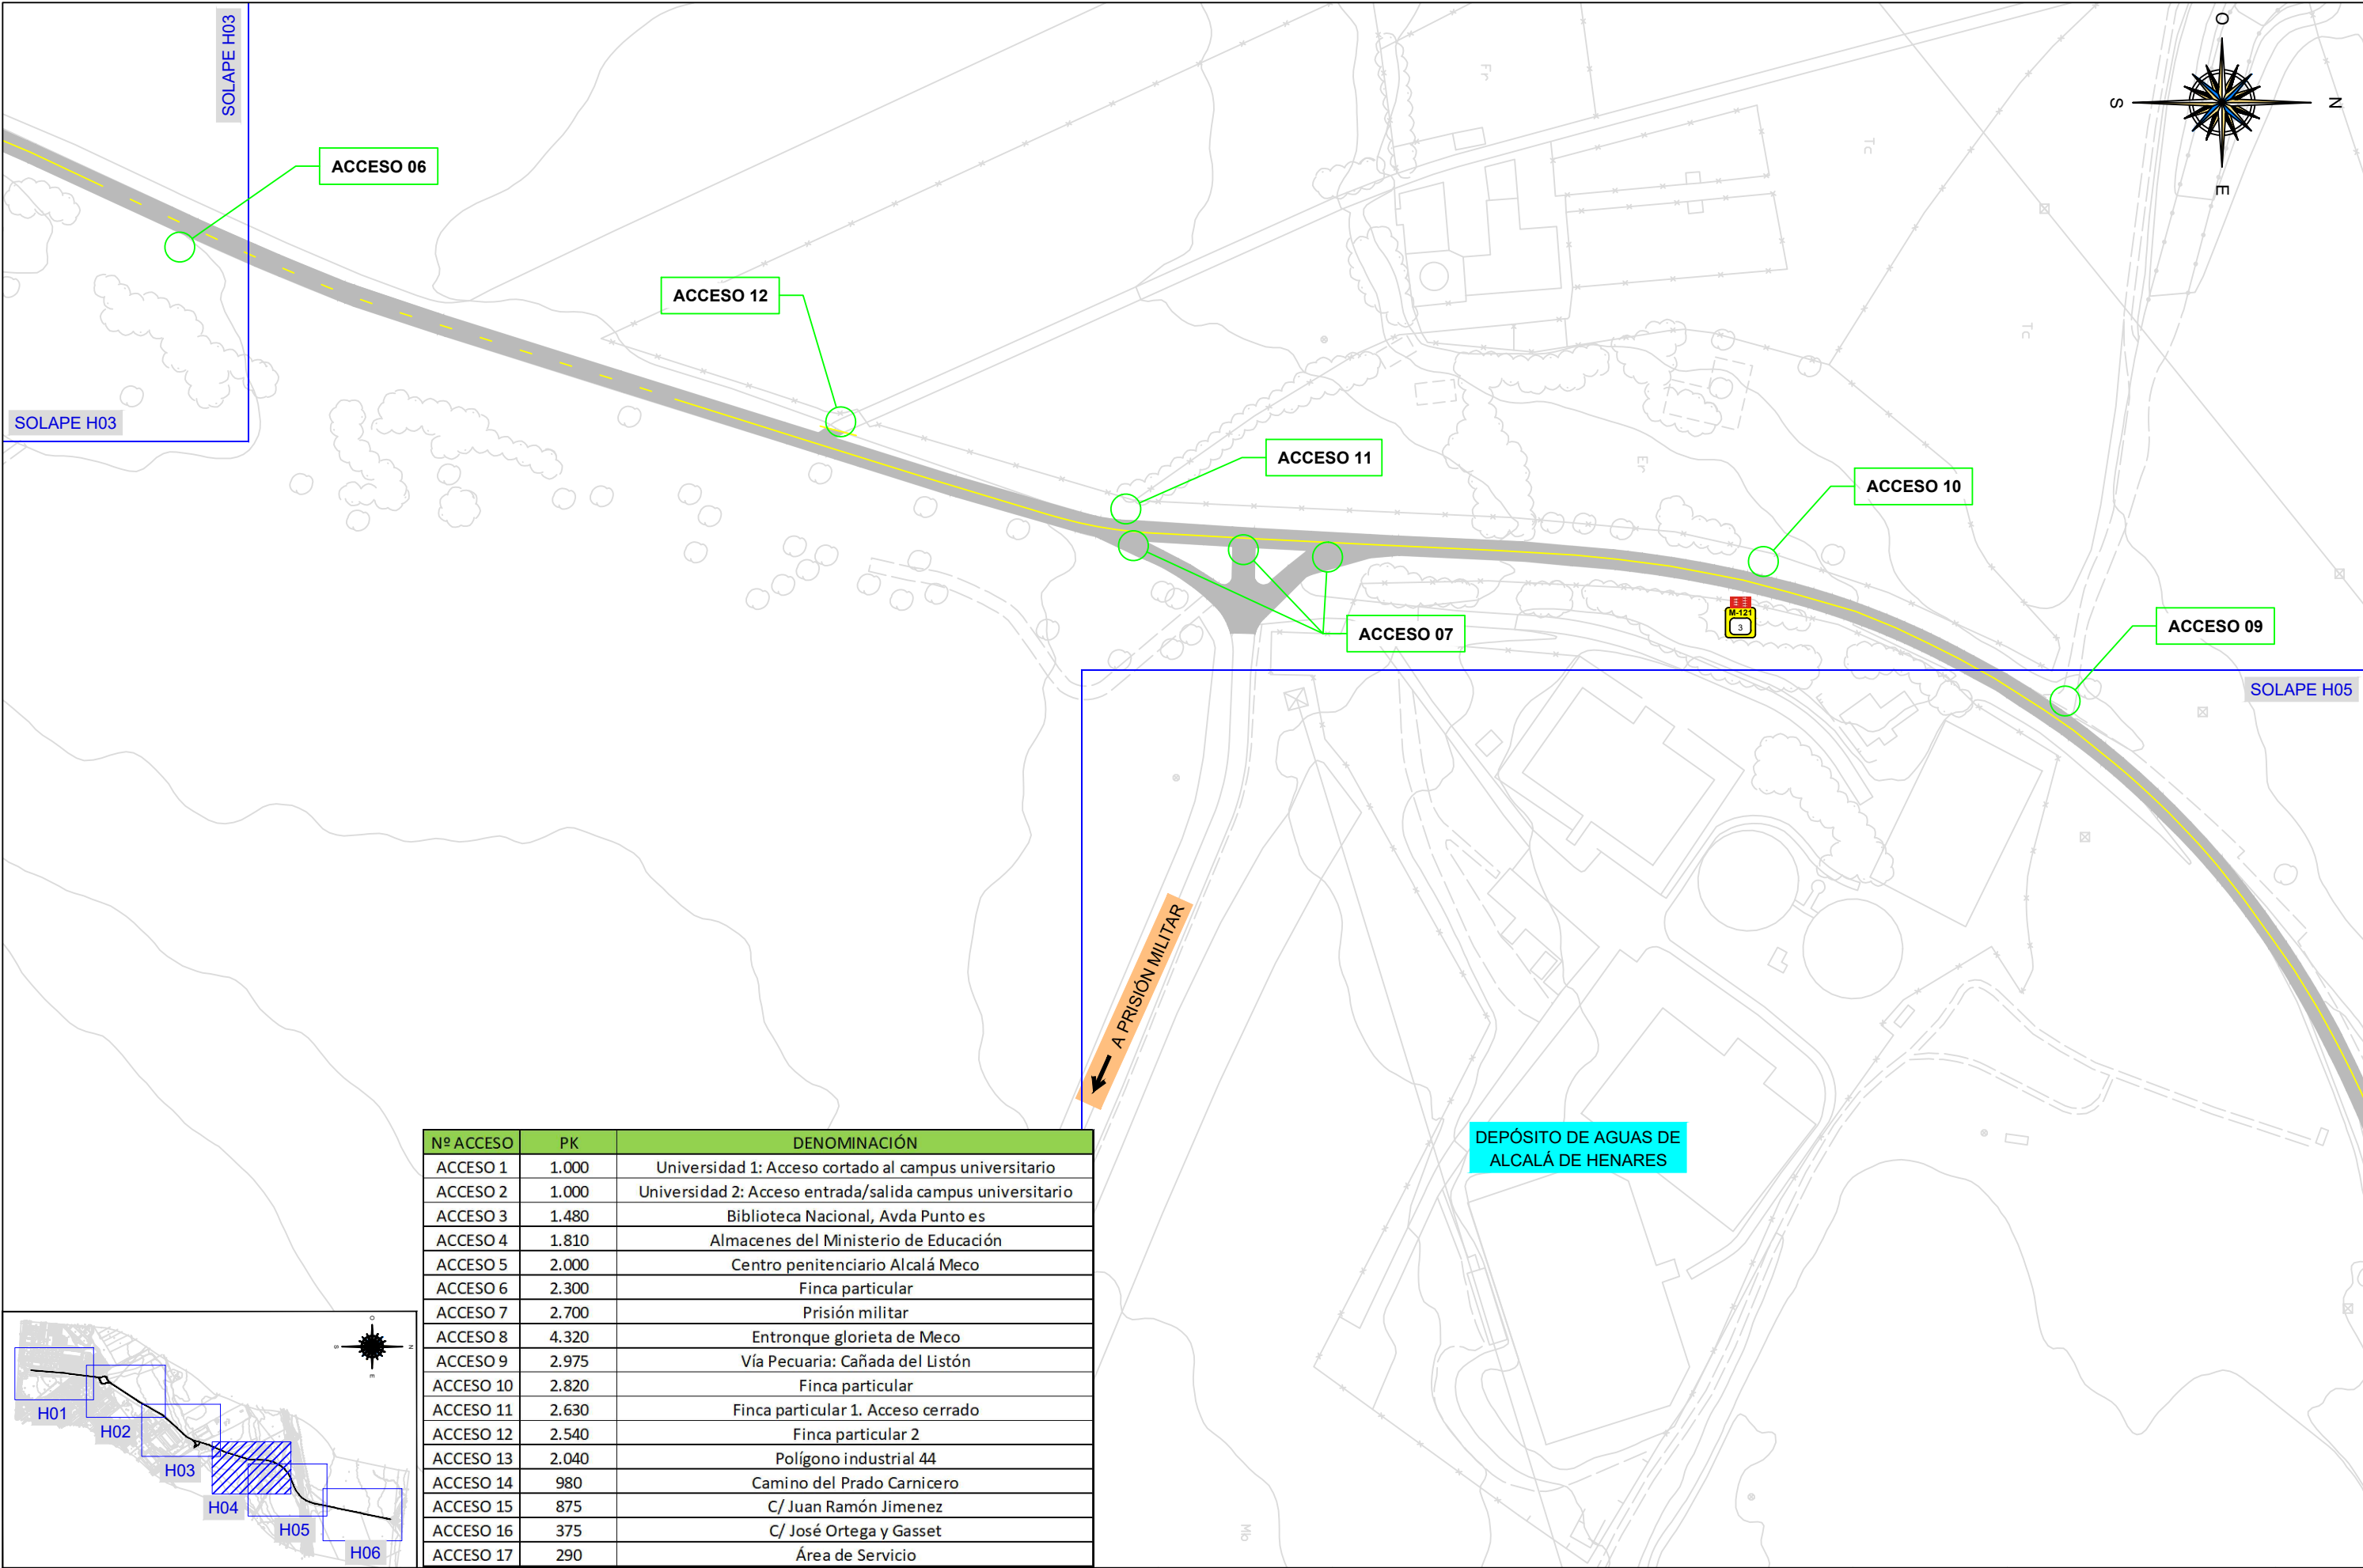 SOLAPE H03
O
S
N
E
Fr
Tc
ACCESO 06
ACCESO 12
Tc
SOLAPE H03
ACCESO 11
Er
ACCESO 10
M-121
3
ACCESO 07
ACCESO 09
SOLAPE H05
A PRISIÓN MILITAR
DEPÓSITO DE AGUAS DE
ALCALÁ DE HENARES
Mb
Nº ACCESO PK DENOMINACIÓN
ACCESO 1 1.000 Universidad 1: Acceso cortado al campus universitario
ACCESO 2 1.000 Universidad 2: Acceso entrada/salida campus universitario
ACCESO 3 1.480 Biblioteca Nacional, Avda Punto es
ACCESO 4 1.810 Almacenes del Ministerio de Educación
ACCESO 5 2.000 Centro penitenciario Alcalá Meco
ACCESO 6 2.300 Finca particular
ACCESO 7 2.700 Prisión militar
ACCESO 8 4.320 Entronque glorieta de Meco
ACCESO 9 2.975 Vía Pecuaria: Cañada del Listón
ACCESO 10 2.820 Finca particular
ACCESO 11 2.630 Finca particular 1. Acceso cerrado
ACCESO 12 2.540 Finca particular 2
ACCESO 13 2.040 Polígono industrial 44
ACCESO 14 980 Camino del Prado Carnicero
ACCESO 15 875 C/ Juan Ramón Jimenez
ACCESO 16 375 C/ José Ortega y Gasset
ACCESO 17 290 Área de Servicio
O
S
N
E
H01
H02
H03
H04
H05
H06